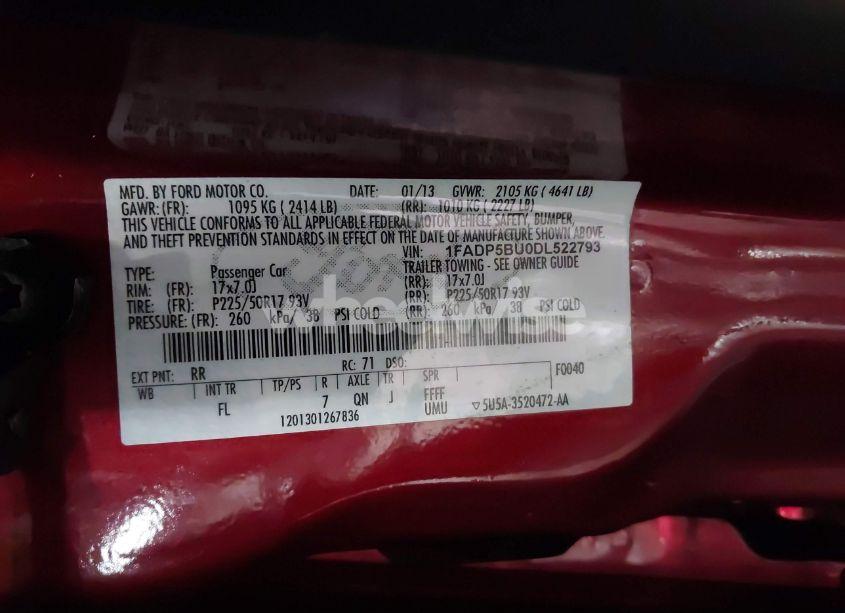 MFD. BY FORD MOTOR CO. DATE: 01/13 GVWR: 2105 KG ( 4641 LB)
GAWR: (FR): 1095 KG ( 2414 LB) (RR): 1010 KG ( 2227 LB)
THIS VEHICLE CONFORMS TO ALL APPLICABLE FEDERAL MOTOR VEHICLE SAFETY, BUMPER,
AND THEFT PREVENTION STANDARDS IN EFFECT ON THE DATE OF MANUFACTURE SHOWN ABOVE.
VIN: 1FADP5BU0DL522793
TYPE: Passenger Car TRAILER TOWING - SEE OWNER GUIDE
RIM: (FR): 17x7.0J (RR): 17x7.0J
TIRE: (FR): P225/50R17 93V (RR): P225/50R17 93V
PRESSURE: (FR): 260 kPa/ 38 PSI COLD (RR): 260 kPa/ 38 PSI COLD
wheelwise
EXT PNT: RR RC: 71 DSO: F0040
WB INT TR TP/PS R AXLE TR SPR
FL 7 QN J FFFF
UMU
1201301267836 ▽5U5A-3520472-AA